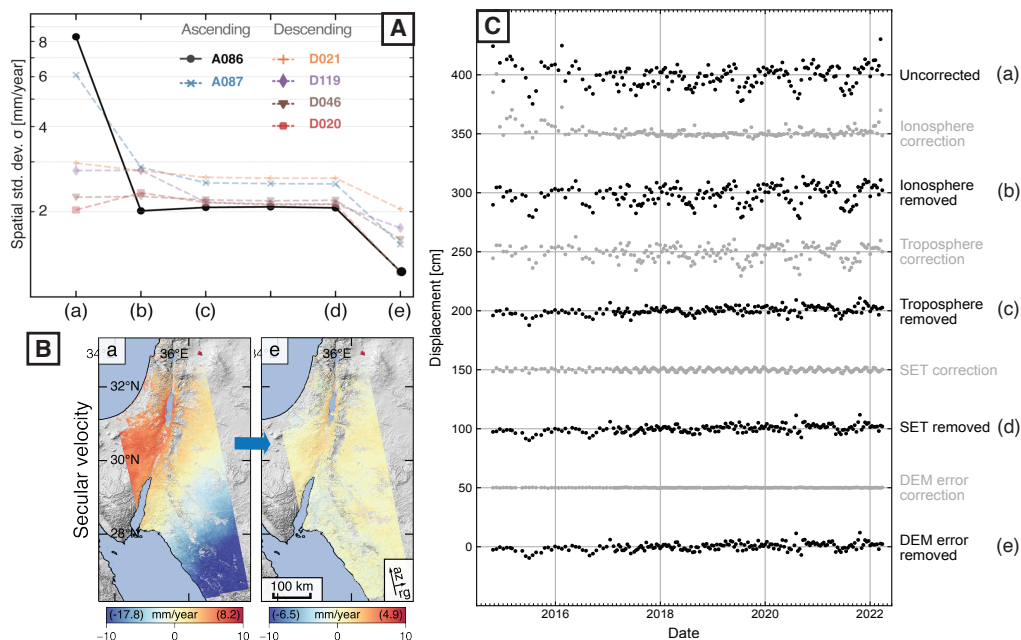 A
Ascending Descending
A086
A087
D021
D119
D046
D020
Spatial std. dev. σ [mm/year]
8
6
4
2
(a) (b) (c) (d) (e)
B
a
e
36°E 36°E
32°N
30°N
28°N
Secular velocity
100 km
az
rg
(-17.8) mm/year (8.2)
−10 0 10
(-6.5) mm/year (4.9)
−10 0 10
C
Displacement [cm]
400
350
300
250
200
150
100
50
0
2016 2018 2020 2022
Date
Uncorrected (a)
Ionosphere
correction
Ionosphere
removed (b)
Troposphere
correction
Troposphere
removed (c)
SET correction
SET removed (d)
DEM error
correction
DEM error
removed (e)